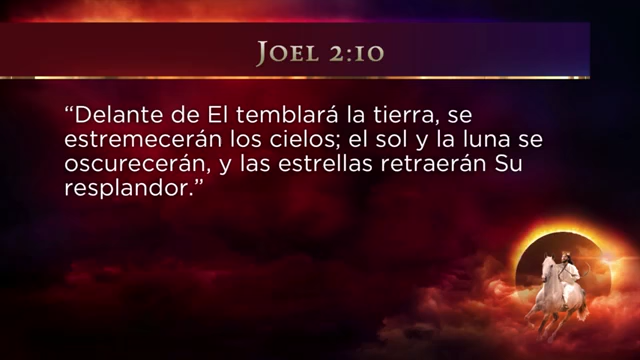 JOEL 2:10
“Delante de El temblará la tierra, se
estremecerán los cielos; el sol y la luna se
oscurecerán, y las estrellas retraerán Su
resplandor.”